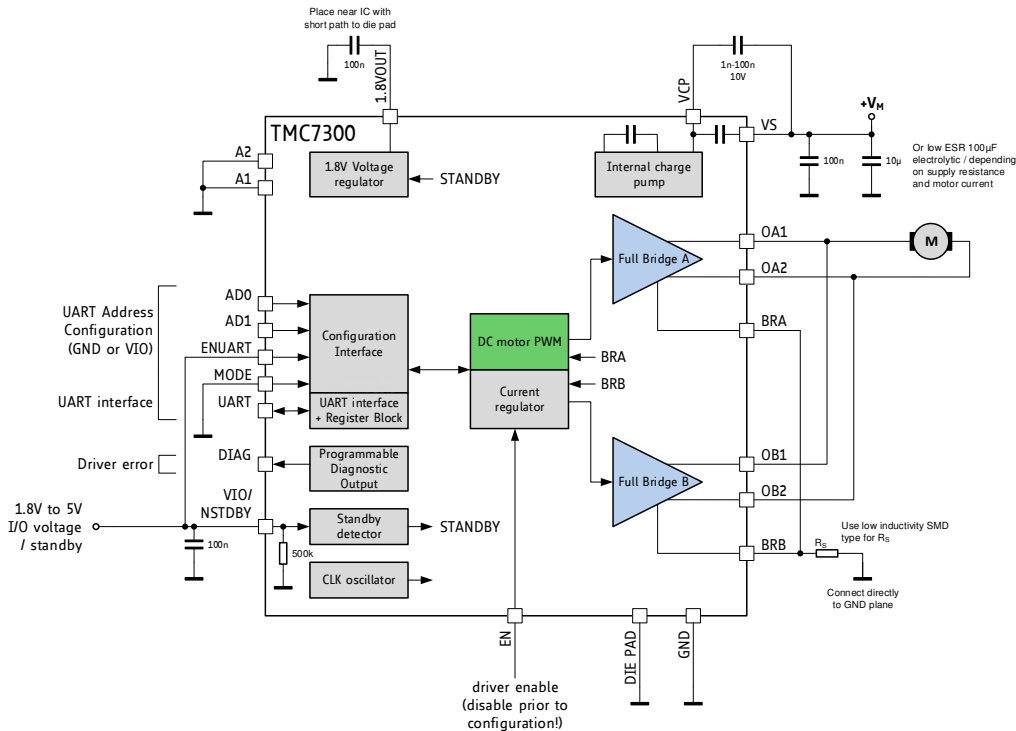 Place near IC with
short path to die pad
100n
1.8VOUT
VCP
1n-100n
10V
+VM
VS
TMC7300
A2
A1
1.8V Voltage
regulator
STANDBY
Internal charge
pump
100n
10µ
Or low ESR 100µF
electrolytic / depending
on supply resistance
and motor current
OA1
M
Full Bridge A
OA2
UART Address
Configuration
(GND or VIO)
AD0
AD1
ENUART
MODE
Configuration
Interface
DC motor PWM
BRA
BRA
BRB
Current
regulator
UART interface
UART
UART interface
+ Register Block
Driver error
DIAG
Programmable
Diagnostic
Output
OB1
Full Bridge B
OB2
1.8V to 5V
I/O voltage
/ standby
VIO/
NSTDBY
Standby
detector
STANDBY
100n
500k
CLK oscillator
BRB
RS
Use low inductivity SMD
type for RS
Connect directly
to GND plane
EN
DIE PAD
GND
driver enable
(disable prior to
configuration!)